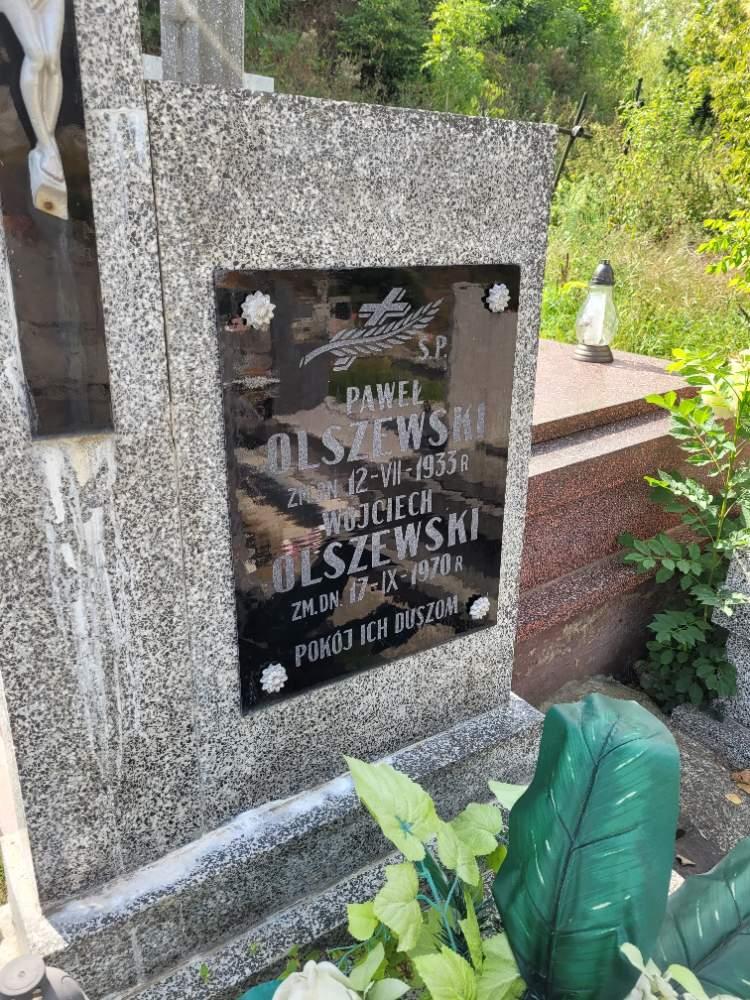 Ś.P.
PAWEŁ
OLSZEWSKI
ZM.DN. 12-VII-1933 R
WOJCIECH
OLSZEWSKI
ZM.DN. 17-IX-1970 R
POKÓJ ICH DUSZOM